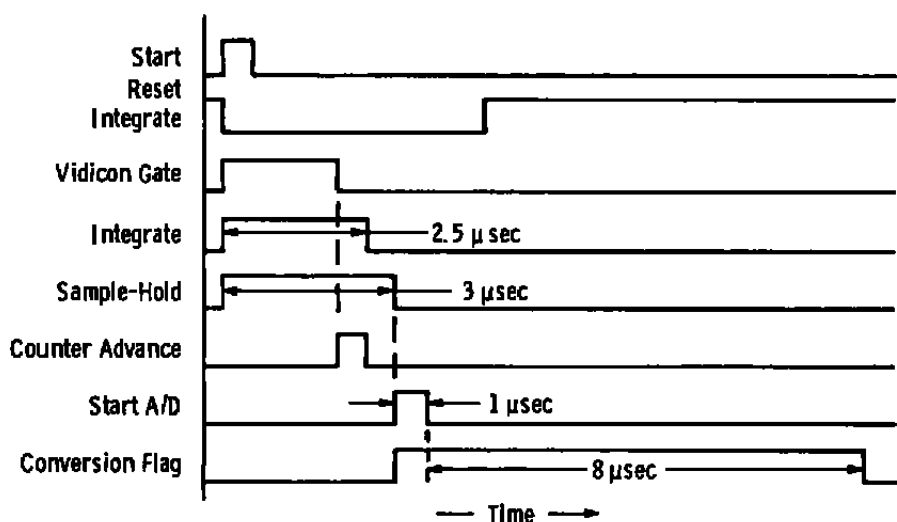 Start
Reset
Integrate
Vidicon Gate
Integrate
2.5 μ sec
Sample-Hold
3 μsec
Counter Advance
Start A/D
1 μsec
Conversion Flag
8 μsec
Time